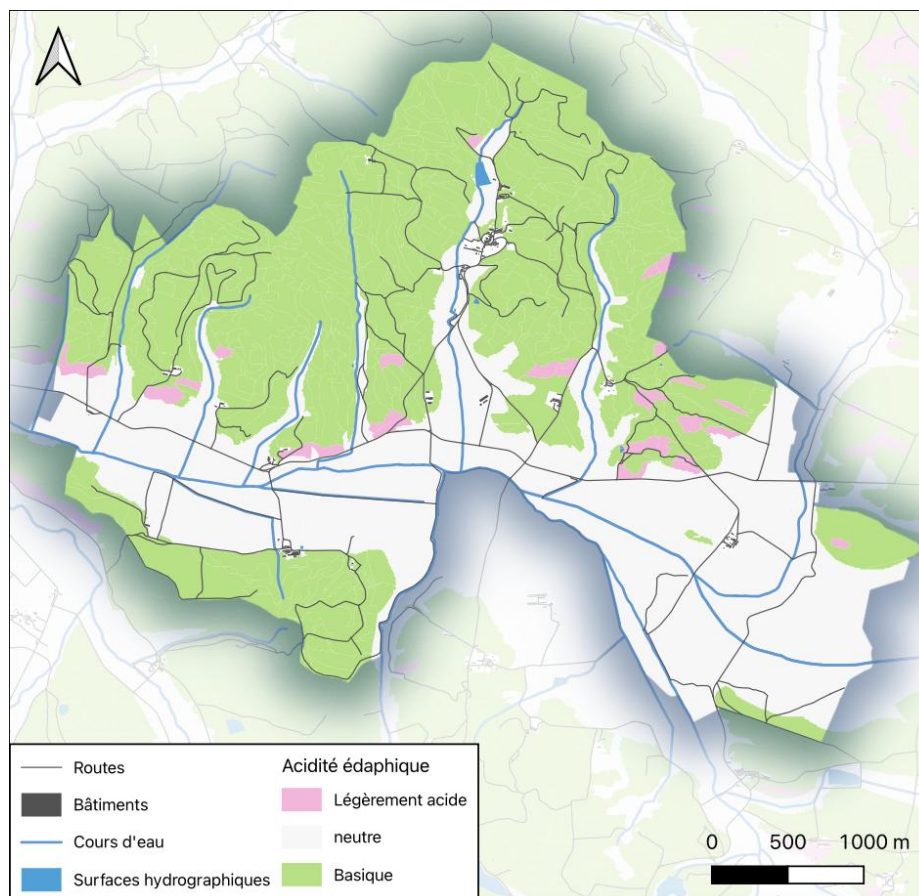 Routes
Bâtiments
Cours d'eau
Surfaces hydrographiques
Acidité édaphique
Légèrement acide
neutre
Basique
0 500 1000 m